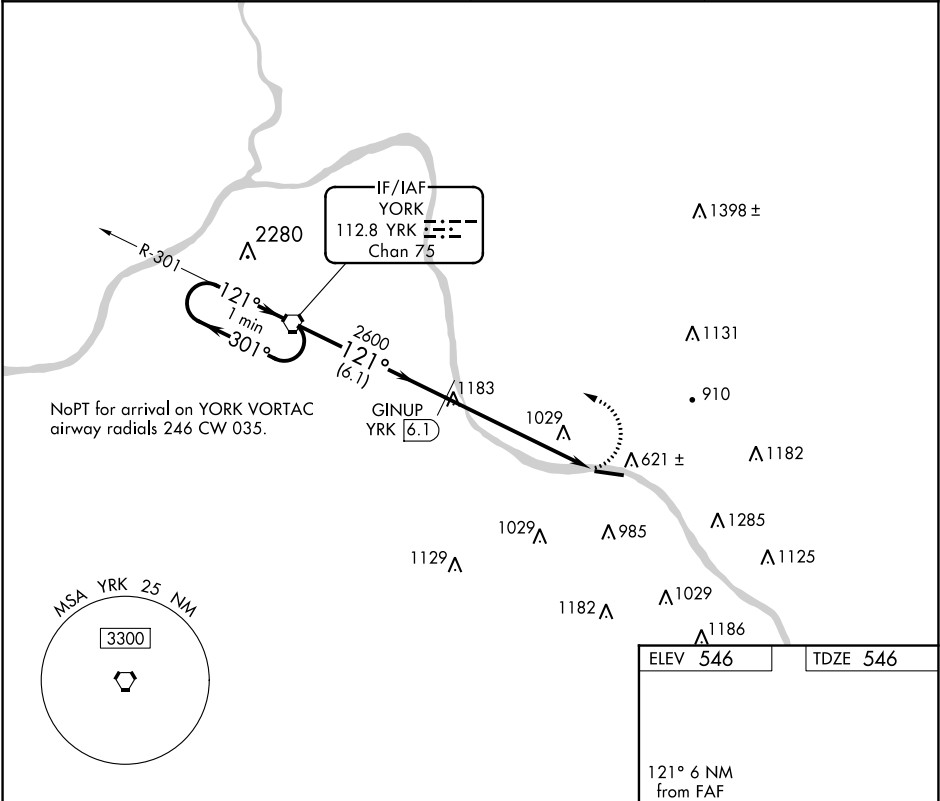 IF/IAF
YORK
112.8 YRK
Chan 75
1398 ±
2280
R-301
121°
1 min
301°
2600
121°
(6.1)
1131
910
1183
NoPT for arrival on YORK VORTAC
airway radials 246 CW 035.
GINUP
YRK 6.1
1029
621 ±
1182
1029
985
1285
1129
1125
1182
1029
1186
MSA YRK 25 NM
3300
ELEV 546
TDZE 546
121° 6 NM
from FAF